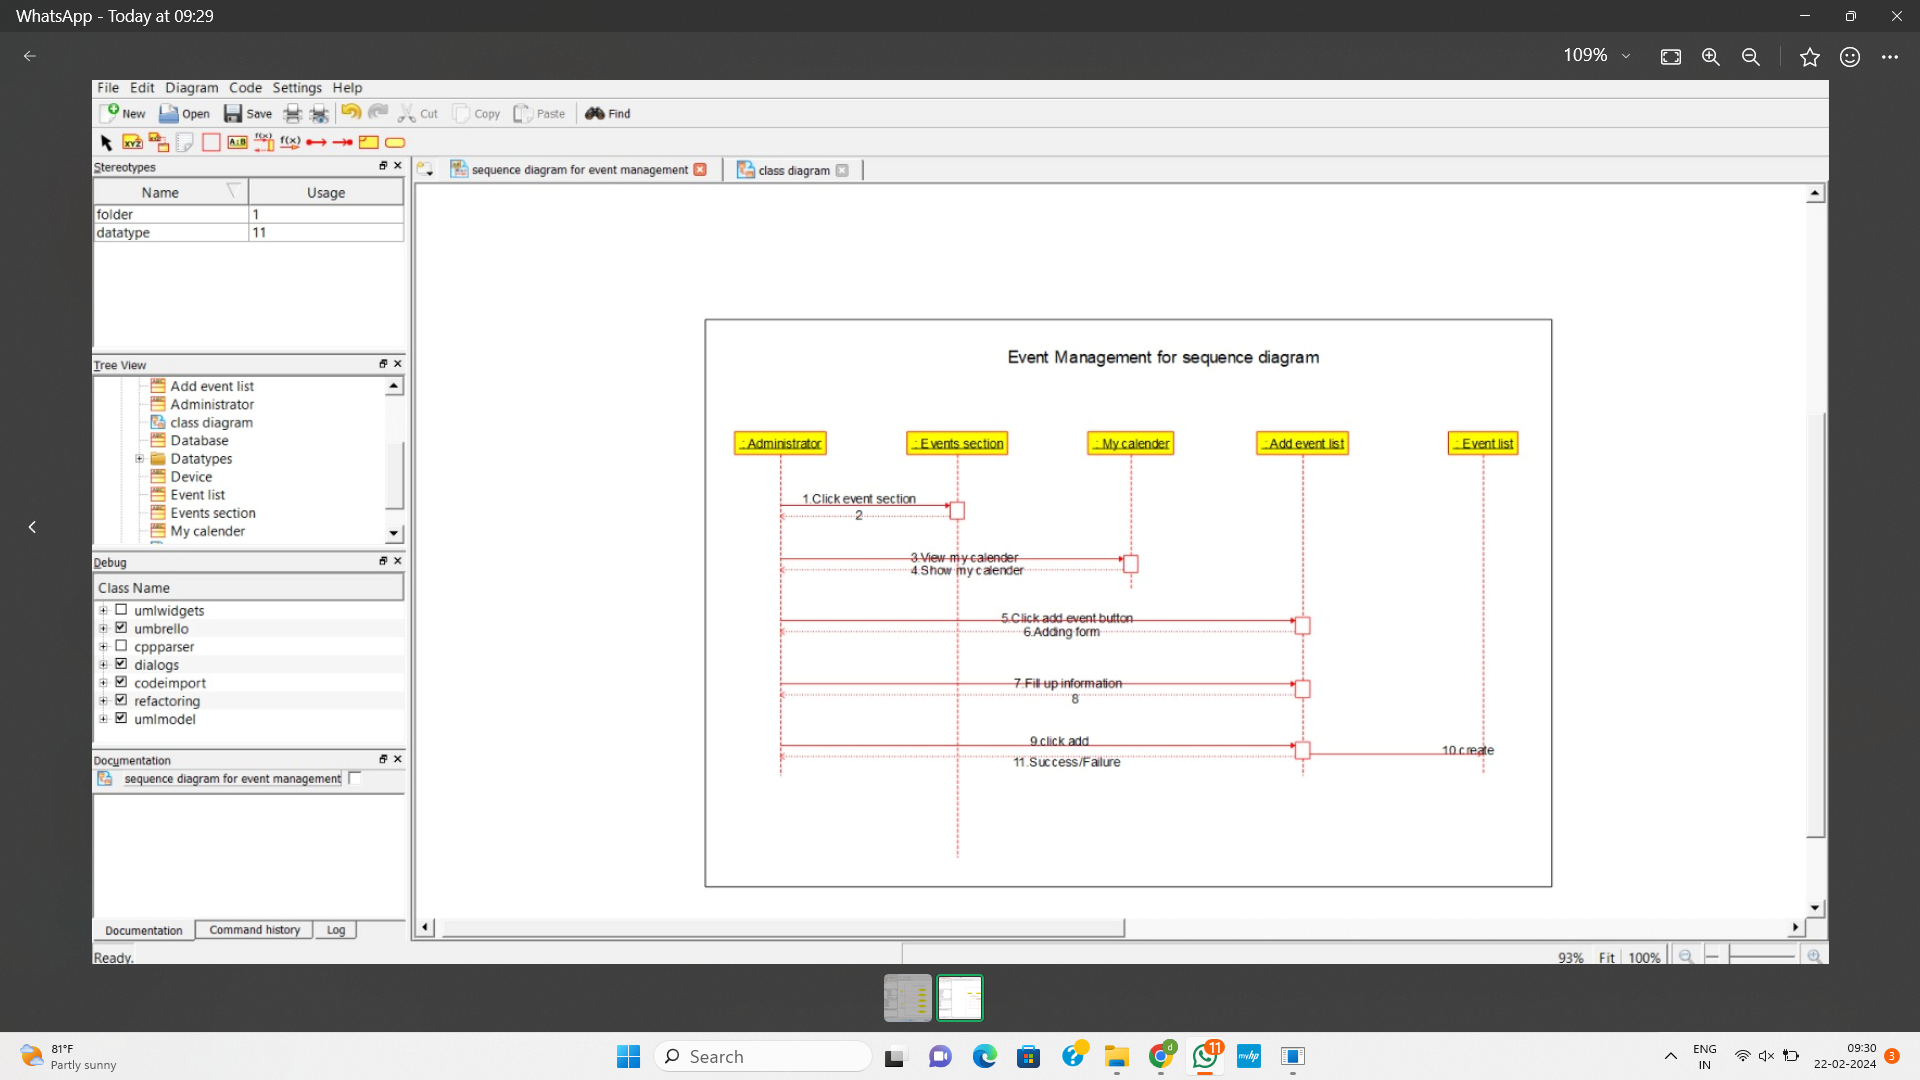 WhatsApp - Today at 09:29
109%
File Edit Diagram Code Settings Help
New Open Save Cut Copy Paste Find
XYZ A:B f(x) f(x)
Stereotypes
sequence diagram for event management class diagram
Name Usage
folder 1
datatype 11
Tree View
Add event list
Administrator
class diagram
Database
Datatypes
Device
Event list
Events section
My calender
Debug
Class Name
umlwidgets
umbrello
cppparser
dialogs
codeimport
refactoring
umlmodel
Documentation
sequence diagram for event management
Documentation Command history Log
Ready.
Event Management for sequence diagram
: Administrator : Events section : My calender : Add event list : Event list
1.Click event section
2
3.View my calender
4.Show my calender
5.Click add event button
6.Adding form
7.Fill up information
8
9.click add
10.create
11.Success/Failure
93% Fit 100%
81°F
Partly sunny
Search
d
11
myhp
ENG
IN
09:30
22-02-2024
3